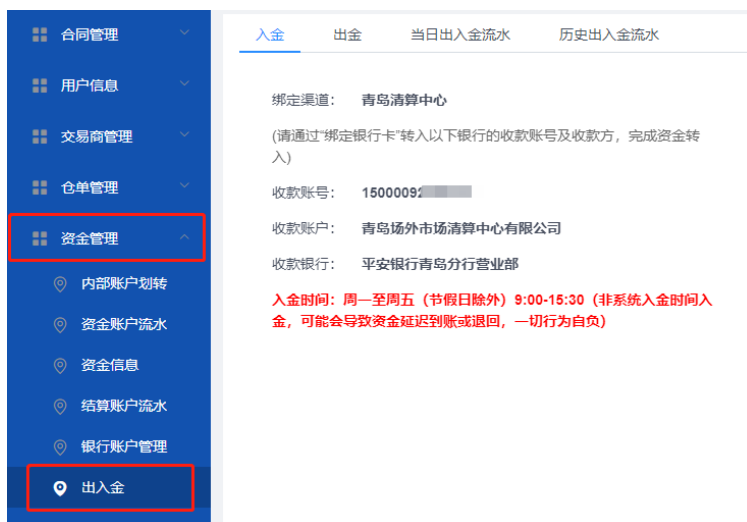 合同管理
用户信息
交易商管理
仓单管理
资金管理
内部账户划转
资金账户流水
资金信息
结算账户流水
银行账户管理
出入金
入金 出金 当日出入金流水 历史出入金流水
绑定渠道： 青岛清算中心
(请通过“绑定银行卡”转入以下银行的收款账号及收款方，完成资金转
入)
收款账号： 1500009
收款账户： 青岛场外市场清算中心有限公司
收款银行： 平安银行青岛分行营业部
入金时间：周一至周五（节假日除外）9:00-15:30（非系统入金时间入
金，可能会导致资金延迟到账或退回，一切行为自负）